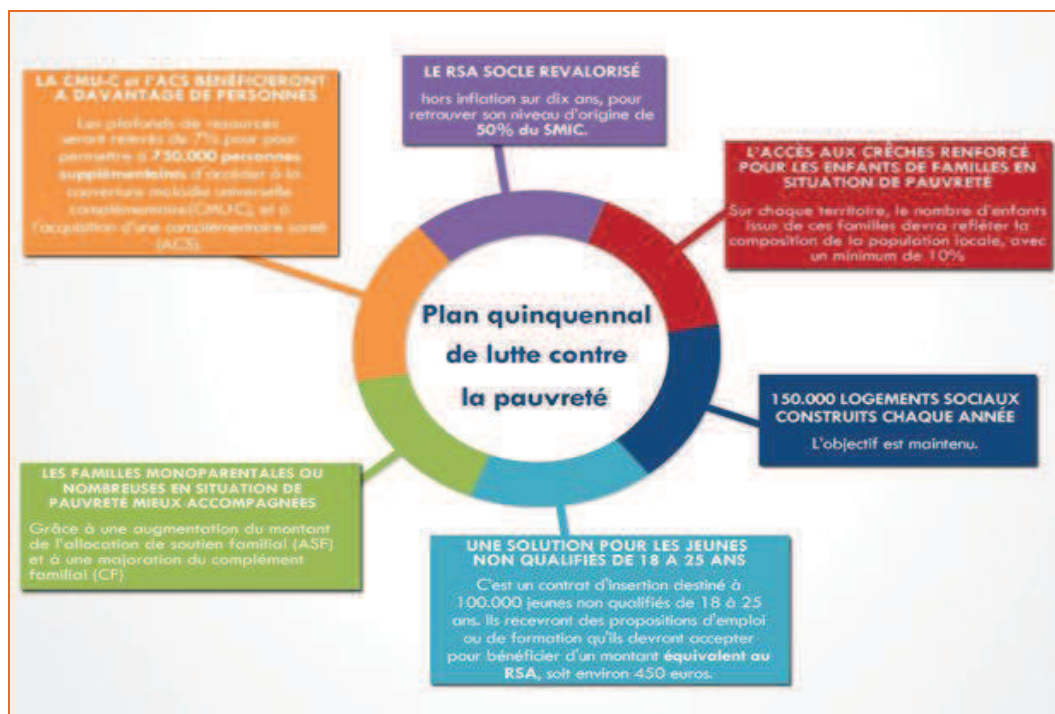 LA CMU-C et l'ACS BÉNÉFICIERONT
A DAVANTAGE DE PERSONNES
Les plafonds de ressources
seront relevés de 7% pour pour
permettre à 750.000 personnes
supplémentaires d'accéder à la
couverture maladie universelle
complémentaire (CMU-C), et à
l'acquisition d'une complémentaire santé
(ACS)
LE RSA SOCLE REVALORISÉ
hors inflation sur dix ans, pour
retrouver son niveau d'origine de
50% du SMIC.
L'ACCÈS AUX CRÈCHES RENFORCÉ
POUR LES ENFANTS DE FAMILLES EN
SITUATION DE PAUVRETÉ
Sur chaque territoire, le nombre d'enfants
issus de ces familles devra refléter la
composition de la population locale, avec
un minimum de 10%
Plan quinquennal
de lutte contre
la pauvreté
150.000 LOGEMENTS SOCIAUX
CONSTRUITS CHAQUE ANNÉE
L'objectif est maintenu.
LES FAMILLES MONOPARENTALES OU
NOMBREUSES EN SITUATION DE
PAUVRETÉ MIEUX ACCOMPAGNÉES
Grâce à une augmentation du montant
de l'allocation de soutien familial (ASF)
et à une majoration du complément
familial (CF)
UNE SOLUTION POUR LES JEUNES
NON QUALIFIÉS DE 18 A 25 ANS
C'est un contrat d'insertion destiné à
100.000 jeunes non qualifiés de 18 à 25
ans. Ils recevront des propositions d'emploi
ou de formation qu'ils devront accepter
pour bénéficier d'un montant équivalent au
RSA, soit environ 450 euros.